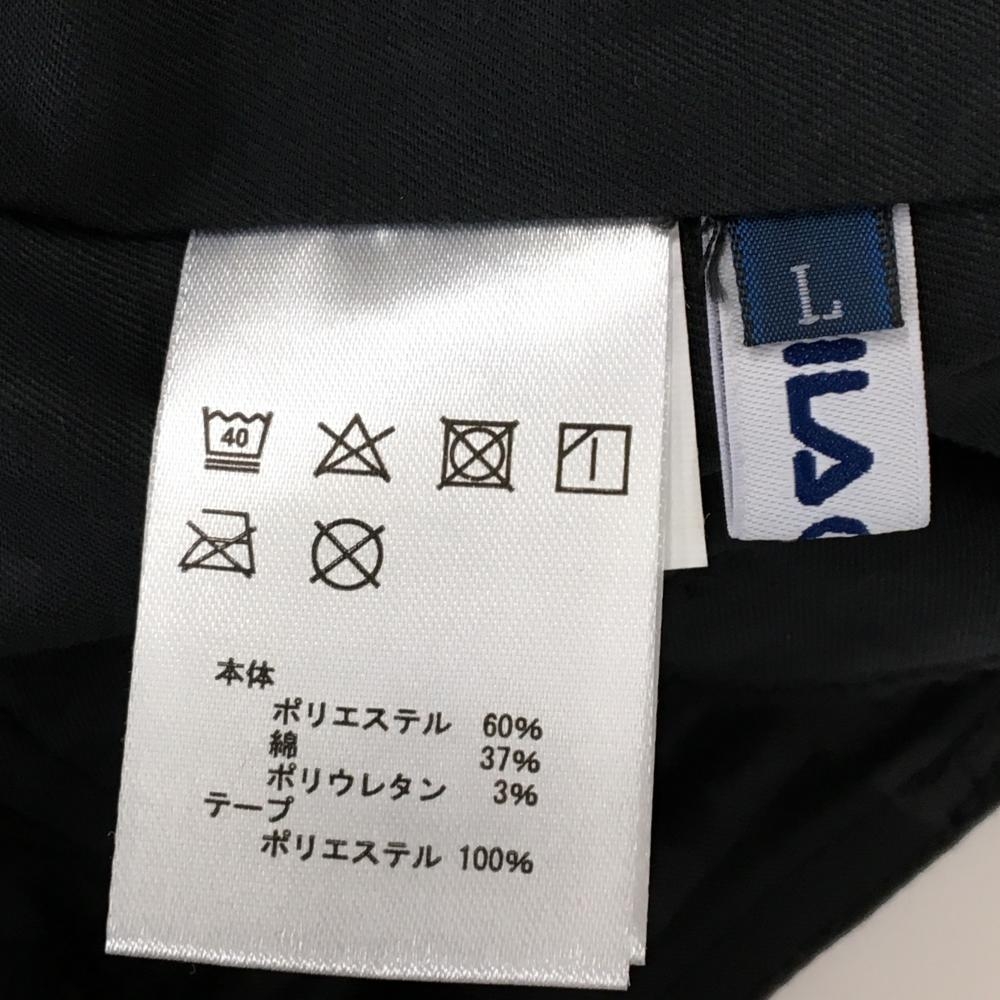 40
本体
ポリエステル 60%
綿 37%
ポリウレタン 3%
テープ
ポリエステル 100%
L